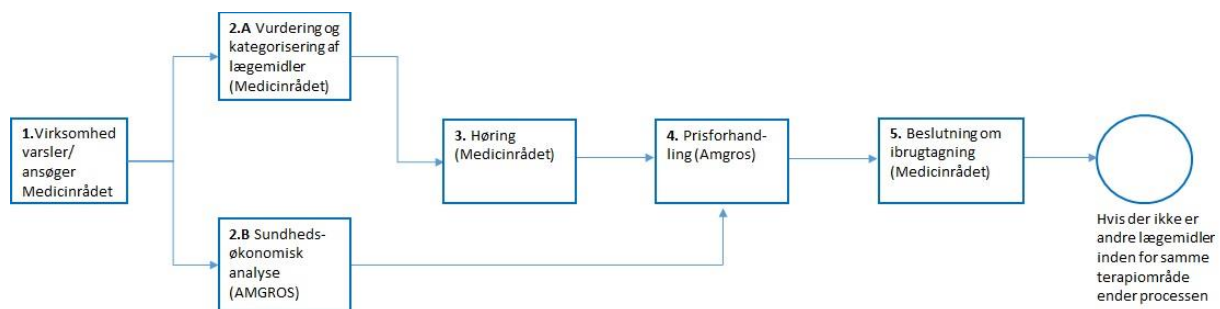 1.Virksomhed
varsler/
ansøger
Medicinrådet
2.A Vurdering og
kategorisering af
lægemidler
(Medicinrådet)
2.B Sundheds-
økonomisk
analyse
(AMGROS)
3. Høring
(Medicinrådet)
4. Prisforhand-
ling (Amgros)
5. Beslutning om
ibrugtagning
(Medicinrådet)
Hvis der ikke er
andre lægemidler
inden for samme
terapiområde
ender processen